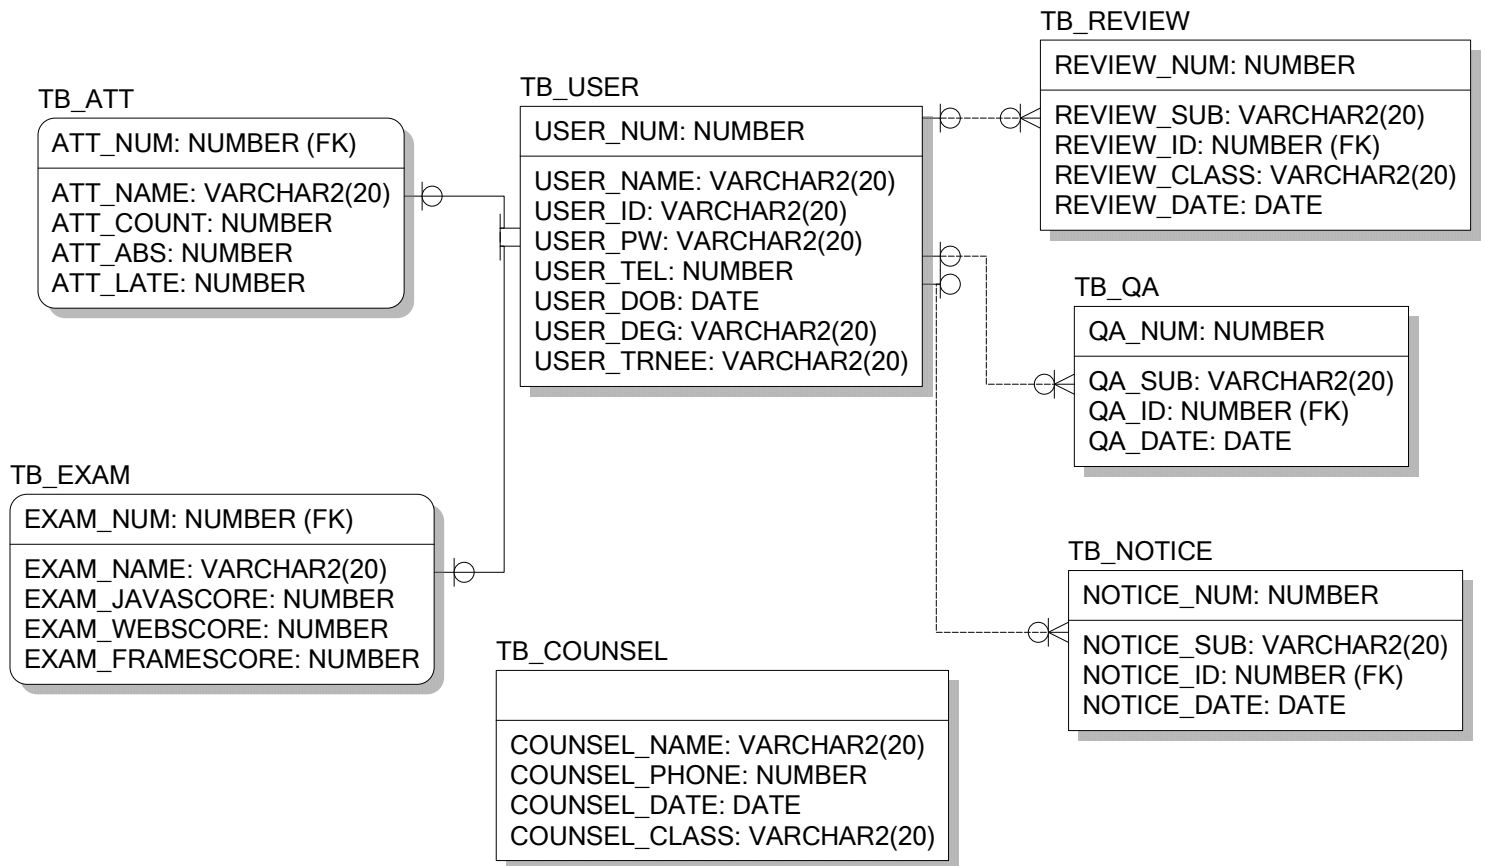 TB_REVIEW
REVIEW_NUM: NUMBER
REVIEW_SUB: VARCHAR2(20)
REVIEW_ID: NUMBER (FK)
REVIEW_CLASS: VARCHAR2(20)
REVIEW_DATE: DATE
TB_ATT
ATT_NUM: NUMBER (FK)
ATT_NAME: VARCHAR2(20)
ATT_COUNT: NUMBER
ATT_ABS: NUMBER
ATT_LATE: NUMBER
TB_USER
USER_NUM: NUMBER
USER_NAME: VARCHAR2(20)
USER_ID: VARCHAR2(20)
USER_PW: VARCHAR2(20)
USER_TEL: NUMBER
USER_DOB: DATE
USER_DEG: VARCHAR2(20)
USER_TRNEE: VARCHAR2(20)
TB_QA
QA_NUM: NUMBER
QA_SUB: VARCHAR2(20)
QA_ID: NUMBER (FK)
QA_DATE: DATE
TB_EXAM
EXAM_NUM: NUMBER (FK)
EXAM_NAME: VARCHAR2(20)
EXAM_JAVASCORE: NUMBER
EXAM_WEBSCORE: NUMBER
EXAM_FRAMESCORE: NUMBER
TB_NOTICE
NOTICE_NUM: NUMBER
NOTICE_SUB: VARCHAR2(20)
NOTICE_ID: NUMBER (FK)
NOTICE_DATE: DATE
TB_COUNSEL
COUNSEL_NAME: VARCHAR2(20)
COUNSEL_PHONE: NUMBER
COUNSEL_DATE: DATE
COUNSEL_CLASS: VARCHAR2(20)